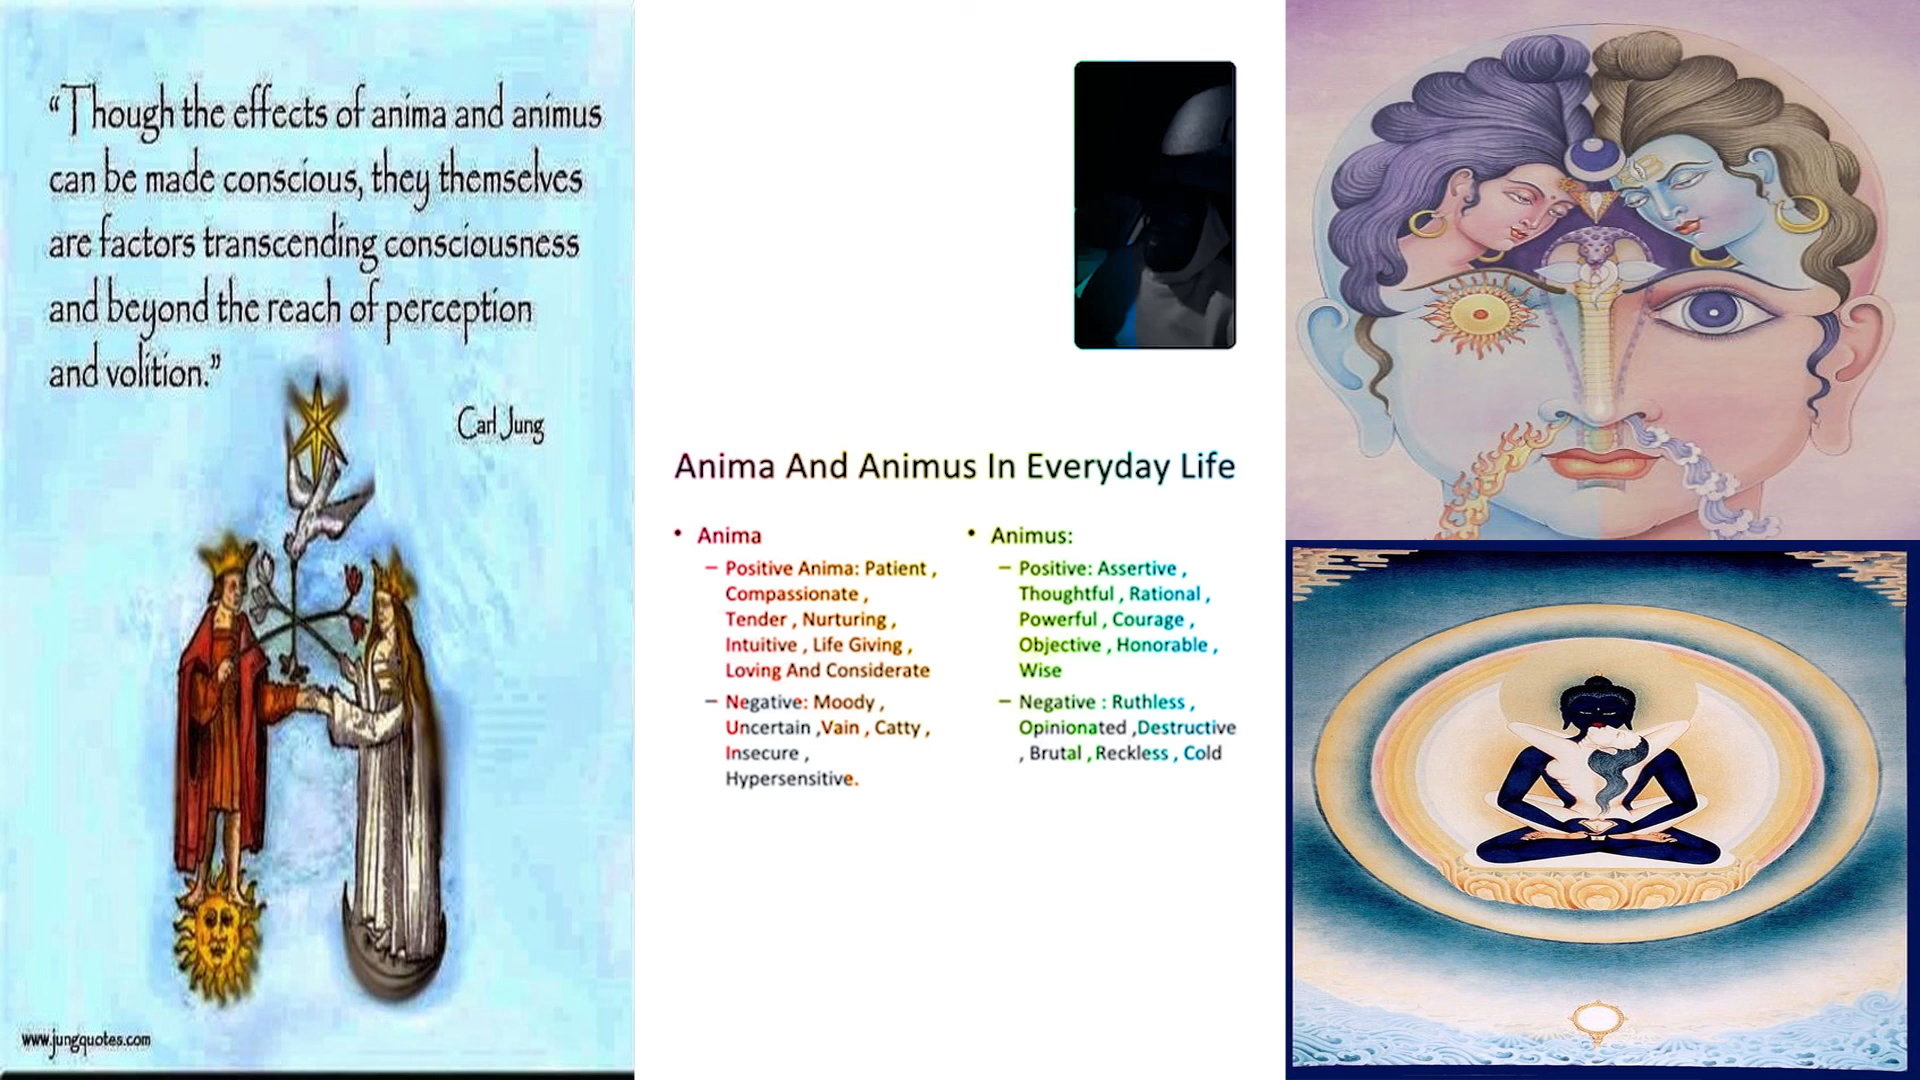 “Though the effects of anima and animus
can be made conscious, they themselves
are factors transcending consciousness
and beyond the reach of perception
and volition.”
Carl Jung
www.jungquotes.com
Anima And Animus In Everyday Life
• Anima
– Positive Anima: Patient ,
Compassionate ,
Tender , Nurturing ,
Intuitive , Life Giving ,
Loving And Considerate
– Negative: Moody ,
Uncertain ,Vain , Catty ,
Insecure ,
Hypersensitive.
• Animus:
– Positive: Assertive ,
Thoughtful , Rational ,
Powerful , Courage ,
Objective , Honorable ,
Wise
– Negative : Ruthless ,
Opinionated ,Destructive
, Brutal , Reckless , Cold